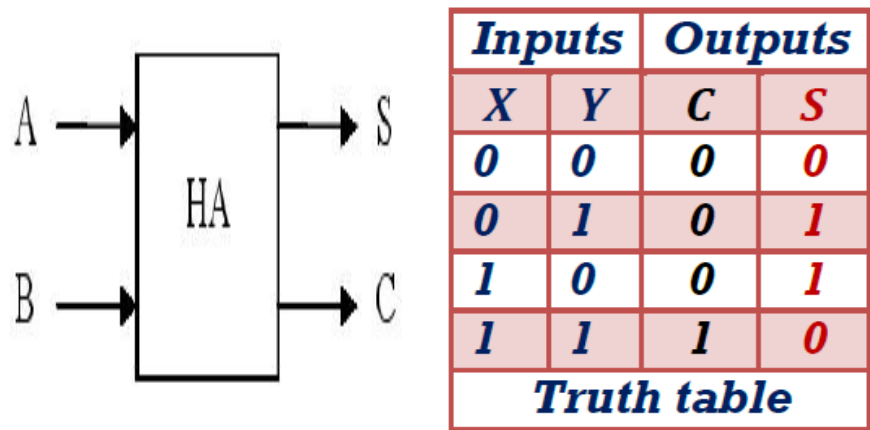 A S
HA
B C
Inputs Outputs
X Y C S
0 0 0 0
0 1 0 1
1 0 0 1
1 1 1 0
Truth table